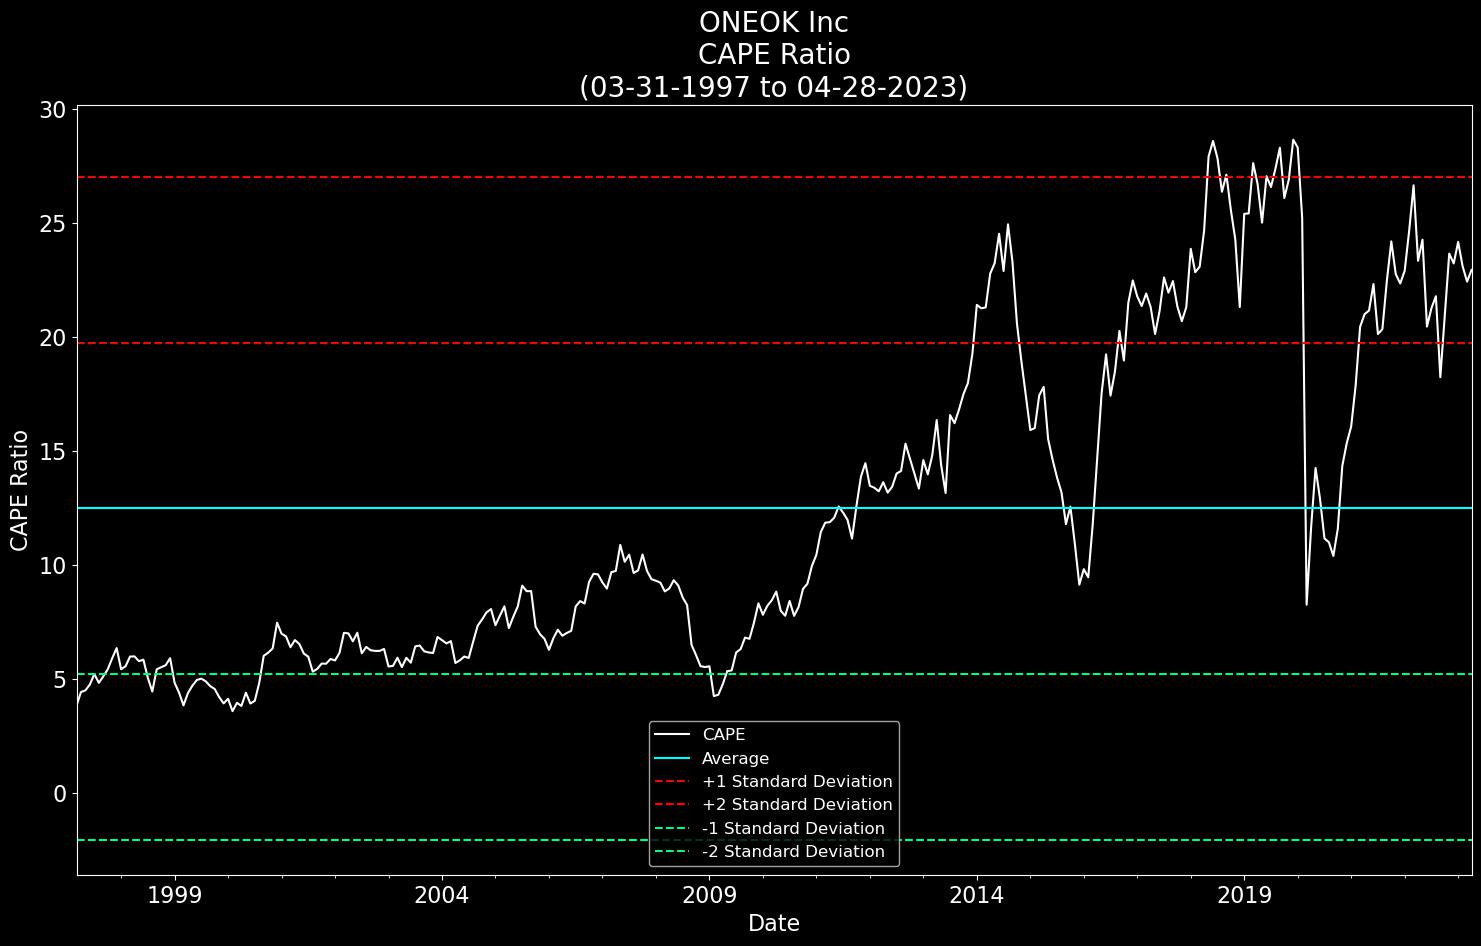 ONEOK Inc
CAPE Ratio
(03-31-1997 to 04-28-2023)
30
25
20
15
10
5
0
CAPE Ratio
CAPE
Average
+1 Standard Deviation
+2 Standard Deviation
-1 Standard Deviation
-2 Standard Deviation
1999 2004 2009 2014 2019
Date